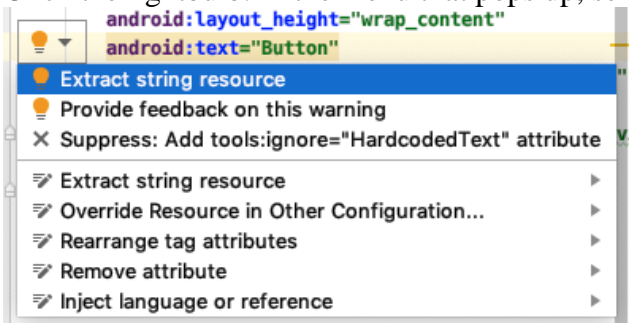 android:layout_height="wrap_content"
android:text="Button"
Extract string resource
Provide feedback on this warning
Suppress: Add tools:ignore="HardcodedText" attribute
Extract string resource
Override Resource in Other Configuration...
Rearrange tag attributes
Remove attribute
Inject language or reference